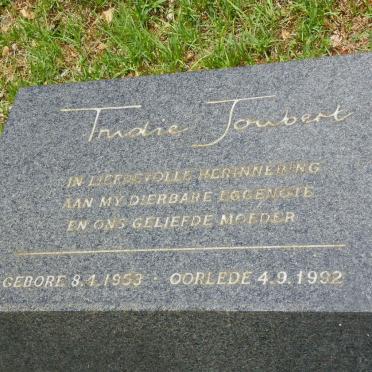 Trudie Joubert
IN LIEFDEVOLLE HERINNERING
AAN MY DIERBARE EGGENOTE
EN ONS GELIEFDE MOEDER
GEBORE 8.4.1953 · OORLEDE 4.9.1992